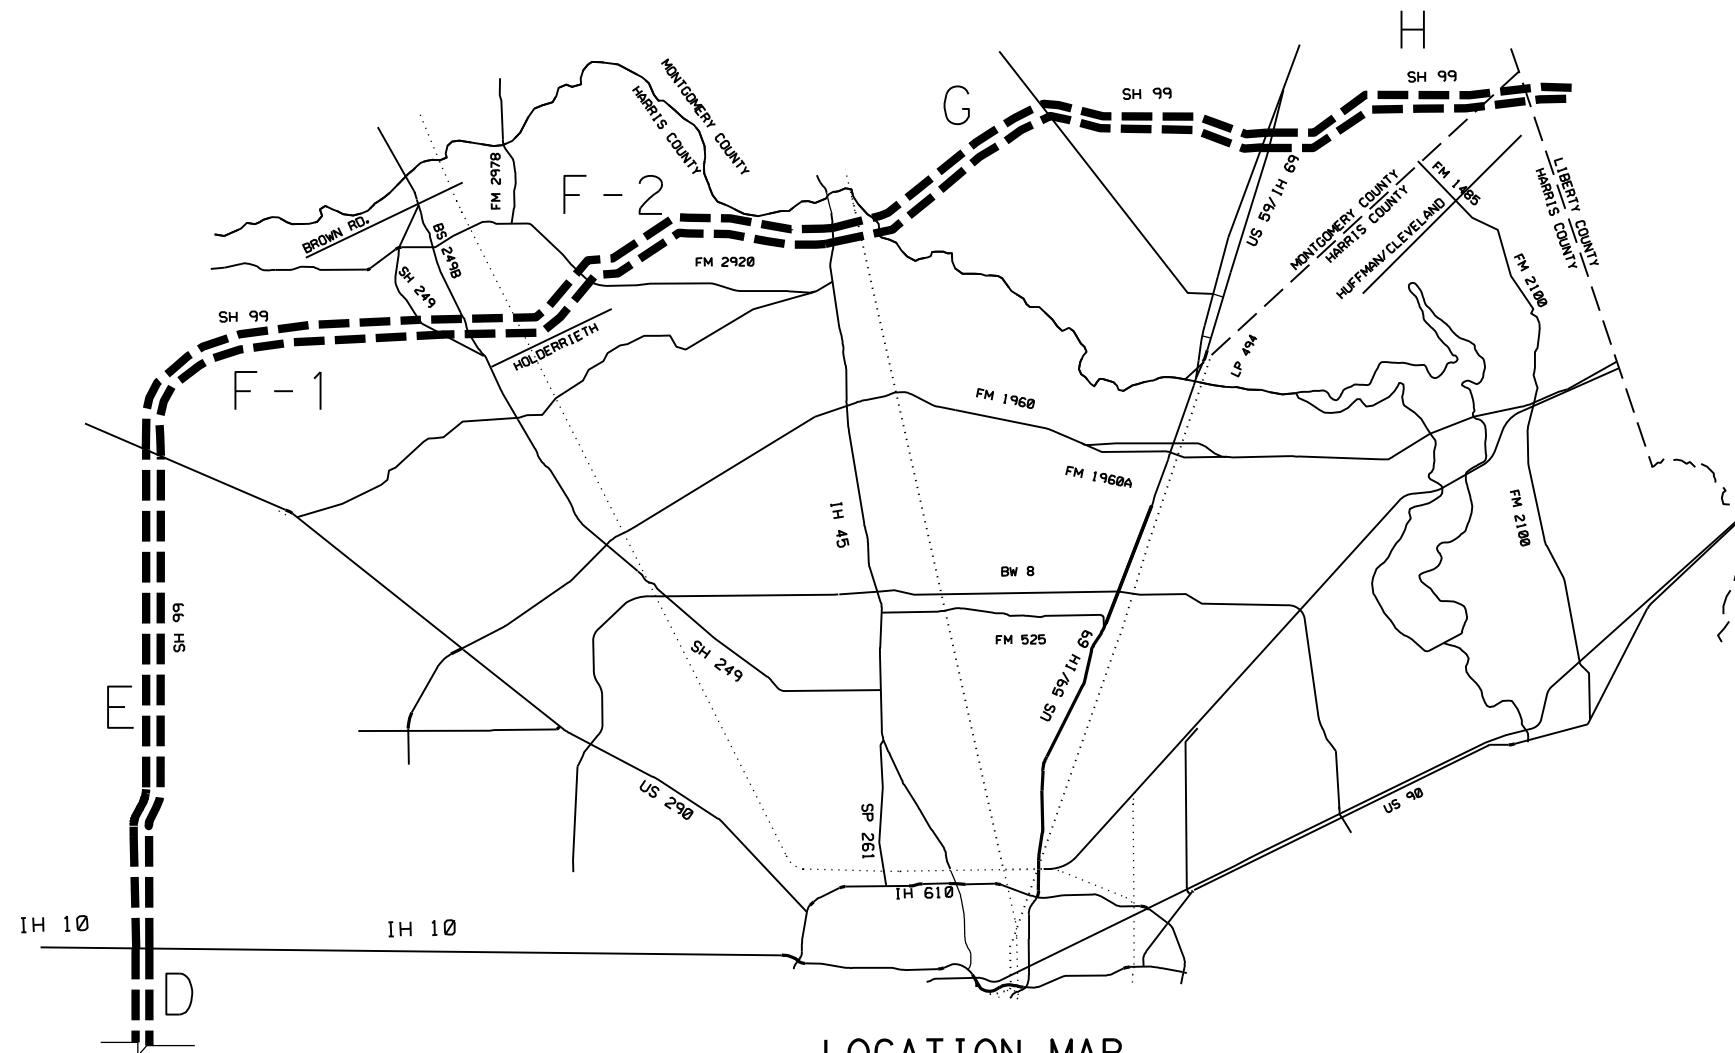 H
SH 99
G
SH 99
MONTGOMERY COUNTY
HARRIS COUNTY
FM 2978
F-2
BROWN RD.
BS 249B
SH 249
FM 2920
US 59/IH 69
MONTGOMERY COUNTY
HARRIS COUNTY
HUFFMAN/CLEVELAND
FM 1485
LIBERTY COUNTY
HARRIS COUNTY
FM 2100
SH 99
HOLDERRIETH
F-1
LP 494
FM 1960
FM 1960A
IH 45
FM 2100
BW 8
SH 99
FM 525
SH 249
US 59/IH 69
E
US 290
SP 261
US 90
IH 610
IH 10
IH 10
D
LOCATION MAP